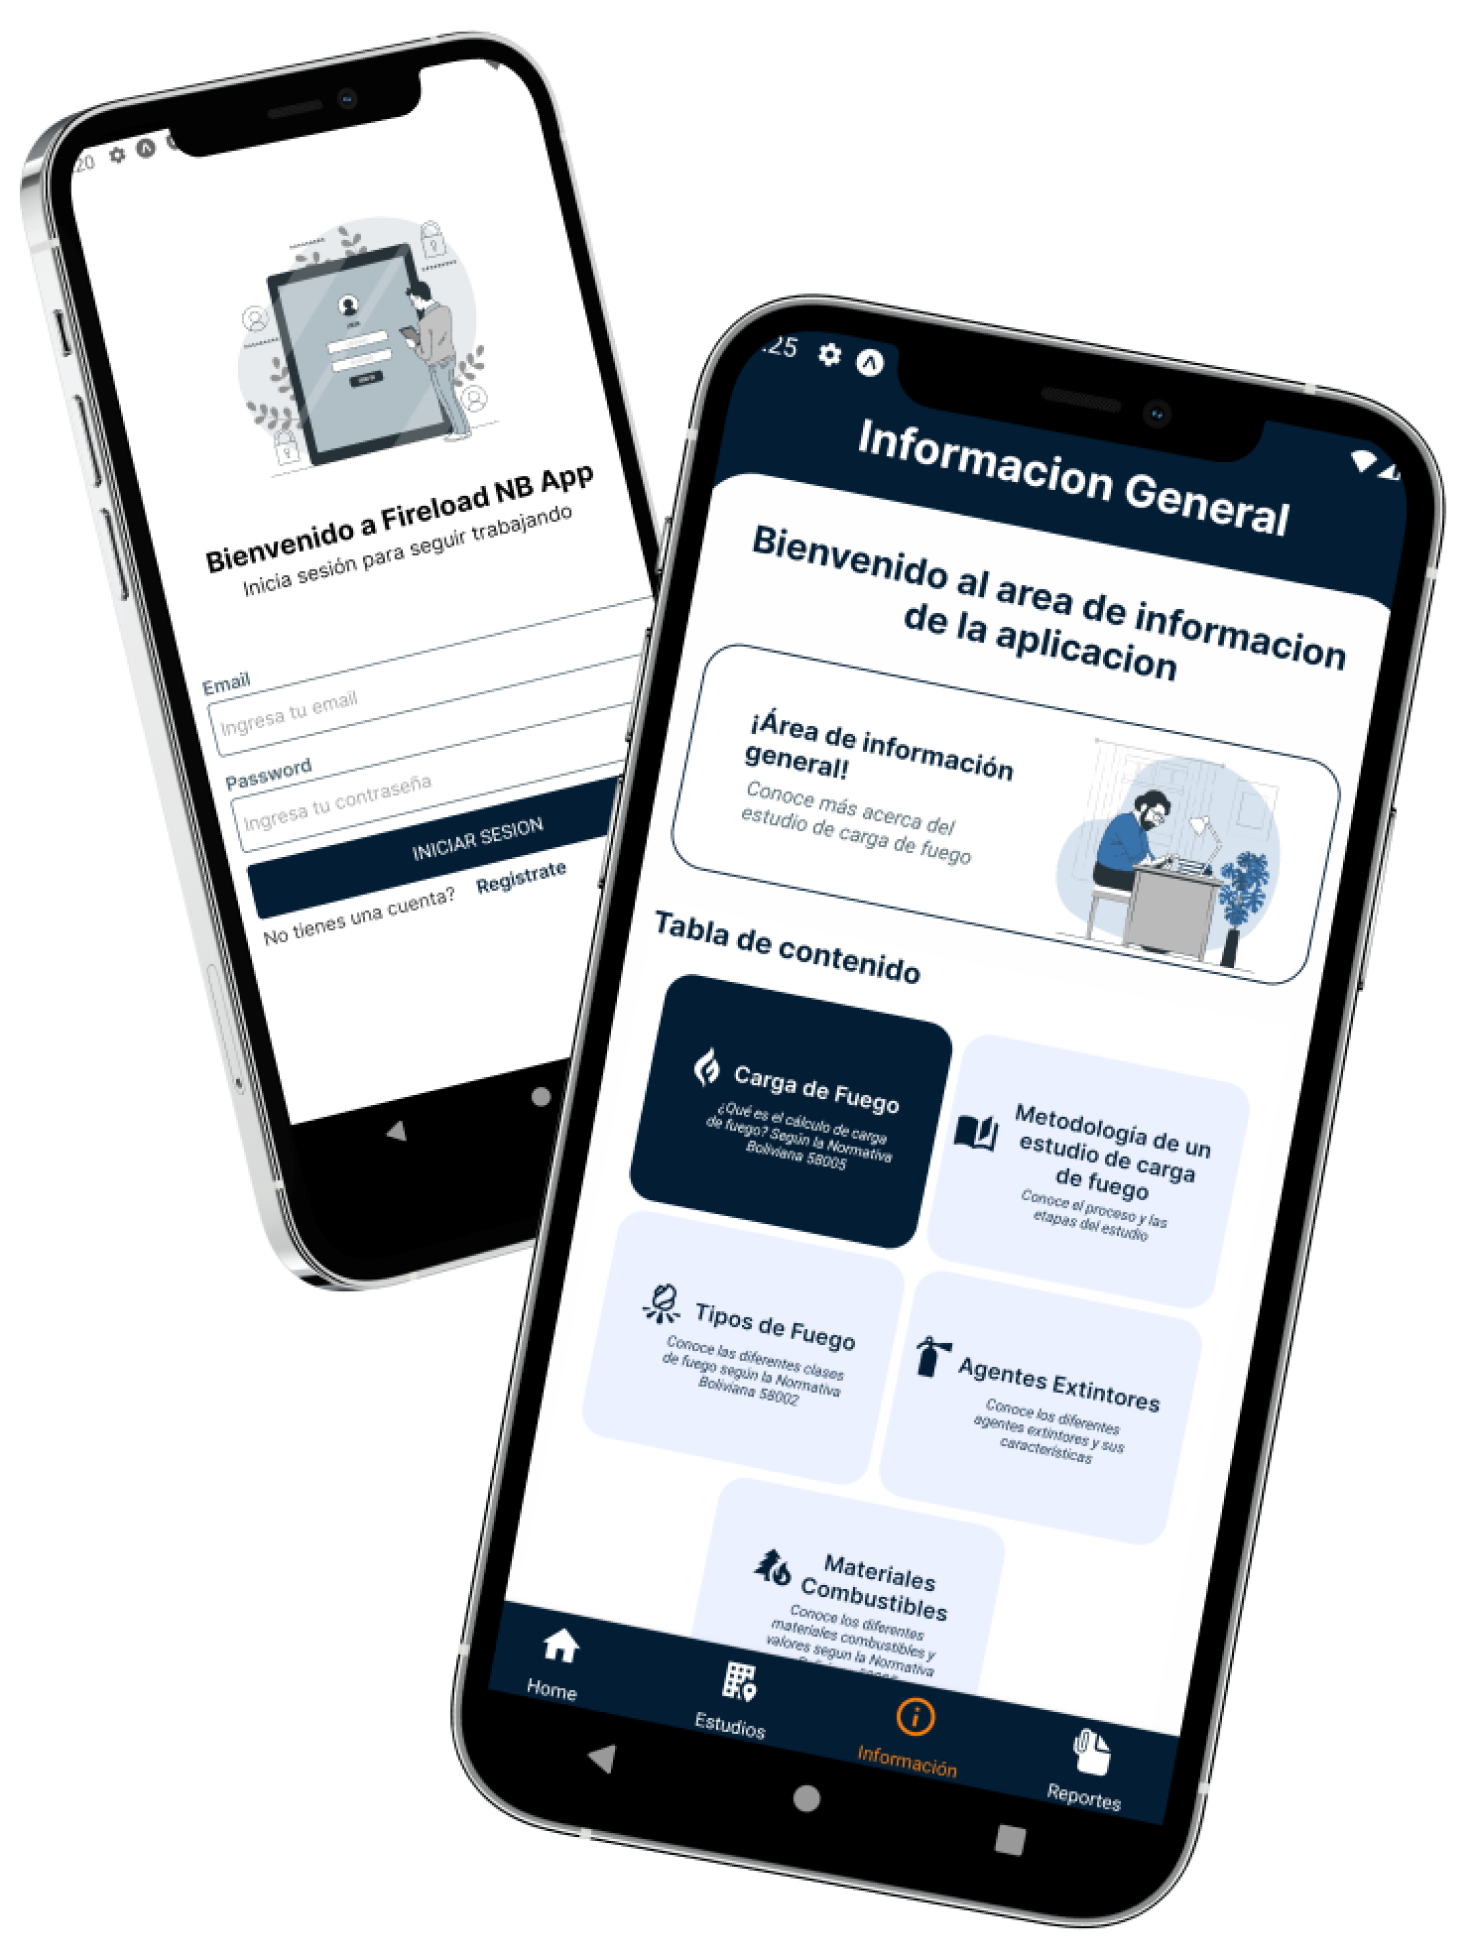 20
Bienvenido a Fireload NB App
Inicia sesión para seguir trabajando
Email
Ingresa tu email
Password
Ingresa tu contraseña
INICIAR SESION
No tienes una cuenta? Registrate
:25
Informacion General
Bienvenido al area de informacion
de la aplicacion
¡Área de información
general!
Conoce más acerca del
estudio de carga de fuego
Tabla de contenido
Carga de Fuego
¿Qué es el cálculo de carga
de fuego? Según la Normativa
Boliviana 58005
Metodología de un
estudio de carga
de fuego
Conoce el proceso y las
etapas del estudio
Tipos de Fuego
Conoce las diferentes clases
de fuego según la Normativa
Boliviana 58002
Agentes Extintores
Conoce los diferentes
agentes extintores y sus
características
Materiales
Combustibles
Conoce los diferentes
materiales combustibles y
valores segun la Normativa
Home
Estudios
Información
Reportes